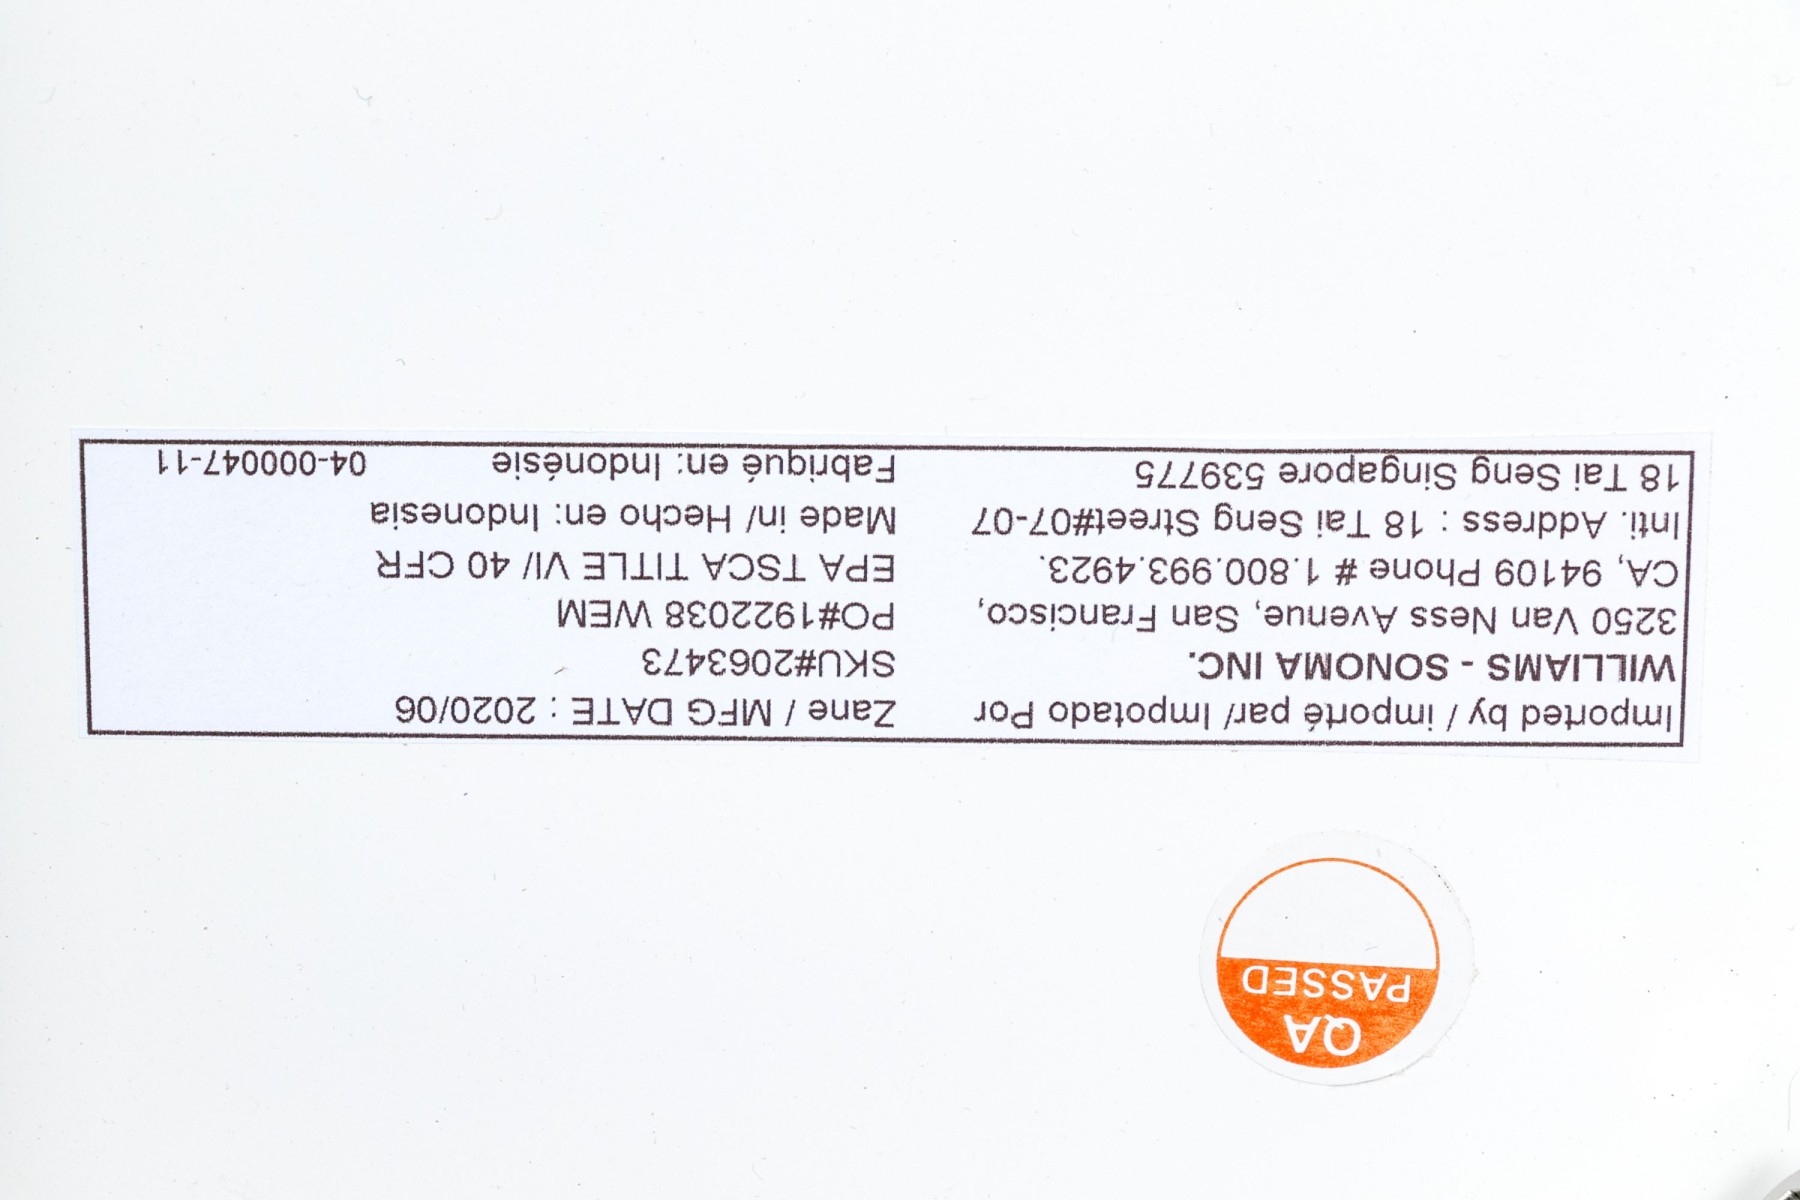 QA
PASSED
Imported by / importé par/ Impotado Por
WILLIAMS - SONOMA INC.
3250 Van Ness Avenue, San Francisco,
CA, 94109 Phone # 1.800.993.4923.
Inti. Address : 18 Tai Seng Street#07-07
18 Tai Seng Singapore 539775
Zane / MFG DATE : 2020/06
SKU#2063473
PO#1922038 WEM
EPA TSCA TITLE VI/ 40 CFR
Made in/ Hecho en: Indonesia
Fabriqué en: Indonésie 04-000047-11